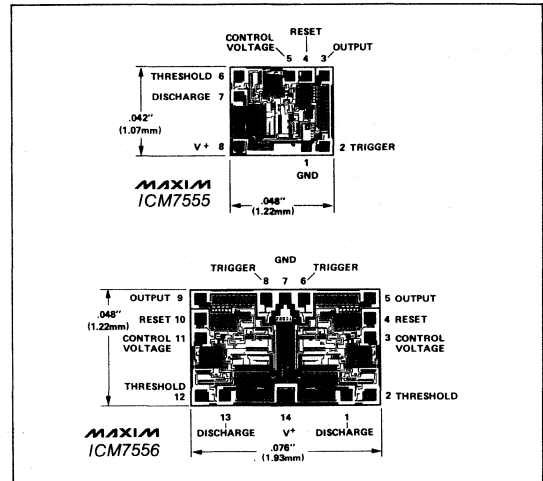 RESET
CONTROL
VOLTAGE
5 4 3 OUTPUT
THRESHOLD 6
DISCHARGE 7
.042"
(1.07mm)
V+ 8
2 TRIGGER
1
GND
MAXIM
ICM7555
.048"
(1.22mm)
GND
TRIGGER TRIGGER
8 7 6
OUTPUT 9
5 OUTPUT
.048"
(1.22mm)
RESET 10
4 RESET
CONTROL 11
VOLTAGE
3 CONTROL
VOLTAGE
THRESHOLD
12
2 THRESHOLD
13 14 1
DISCHARGE V+ DISCHARGE
MAXIM
ICM7556
.076"
(1.93mm)